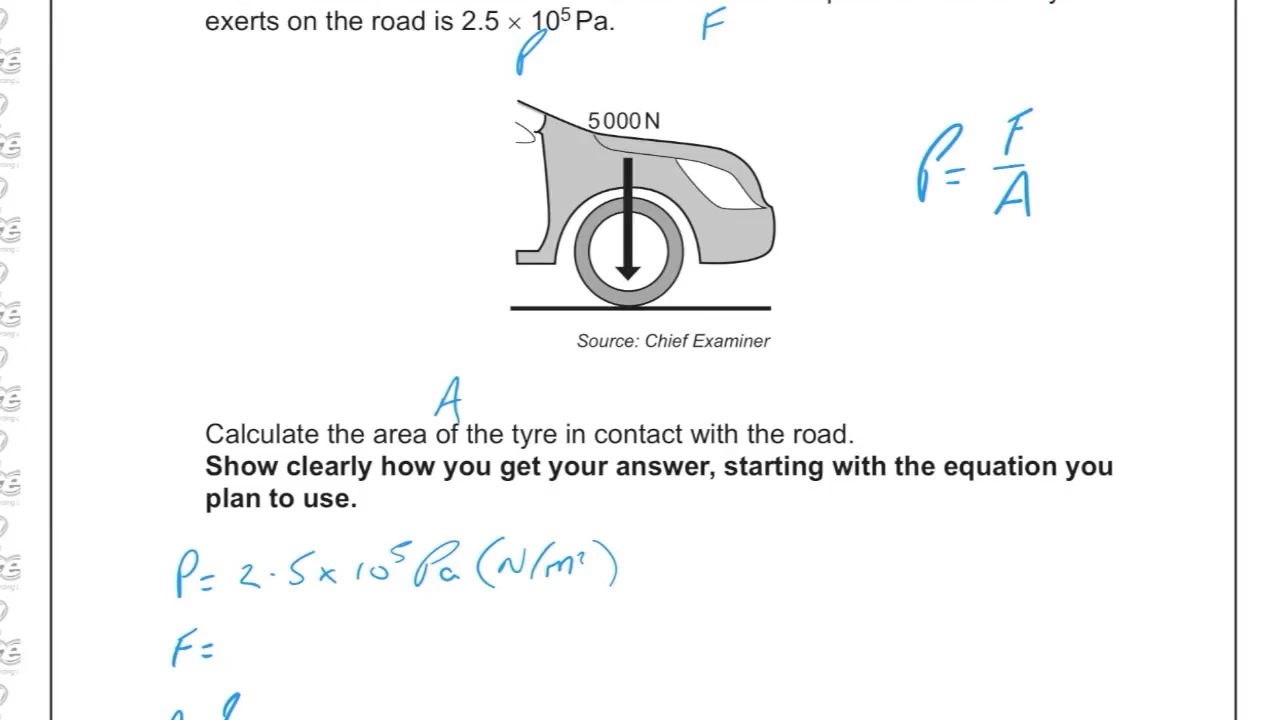 exerts on the road is 2.5 × 10⁵ Pa.
F
P
5000 N
P = F/A
Source: Chief Examiner
A
Calculate the area of the tyre in contact with the road.
Show clearly how you get your answer, starting with the equation you
plan to use.
P = 2.5 × 10⁵ Pa (N/m²)
F =